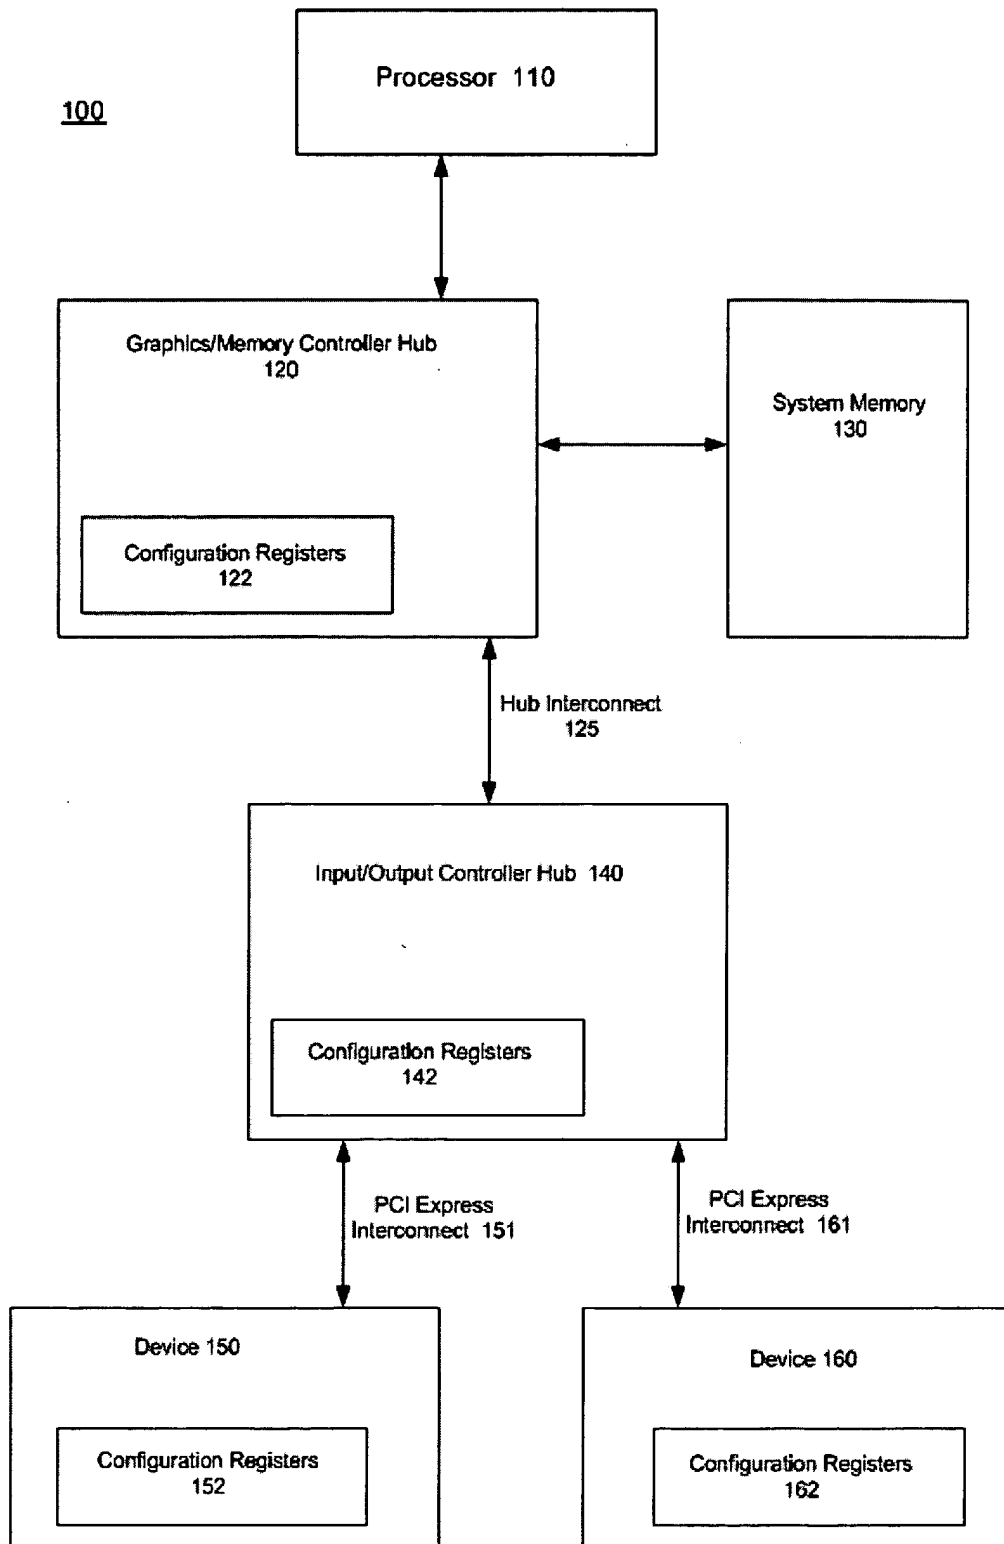 Processor 110
100
Graphics/Memory Controller Hub
120
System Memory
130
Configuration Registers
122
Hub Interconnect
125
Input/Output Controller Hub 140
Configuration Registers
142
PCI Express
Interconnect 151
PCI Express
Interconnect 161
Device 150
Configuration Registers
152
Device 160
Configuration Registers
162